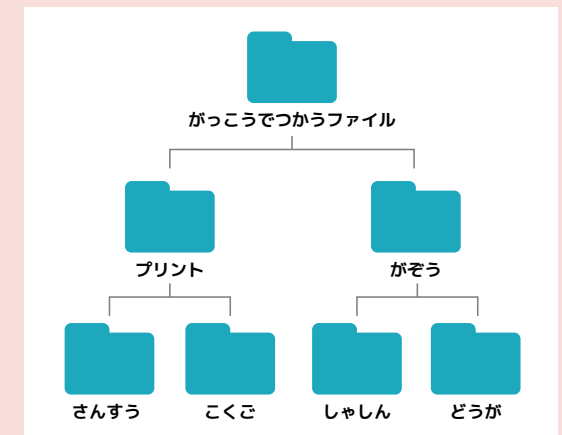 がっこうでつかうファイル
プリント
がぞう
さんすう
こくご
しゃしん
どうが